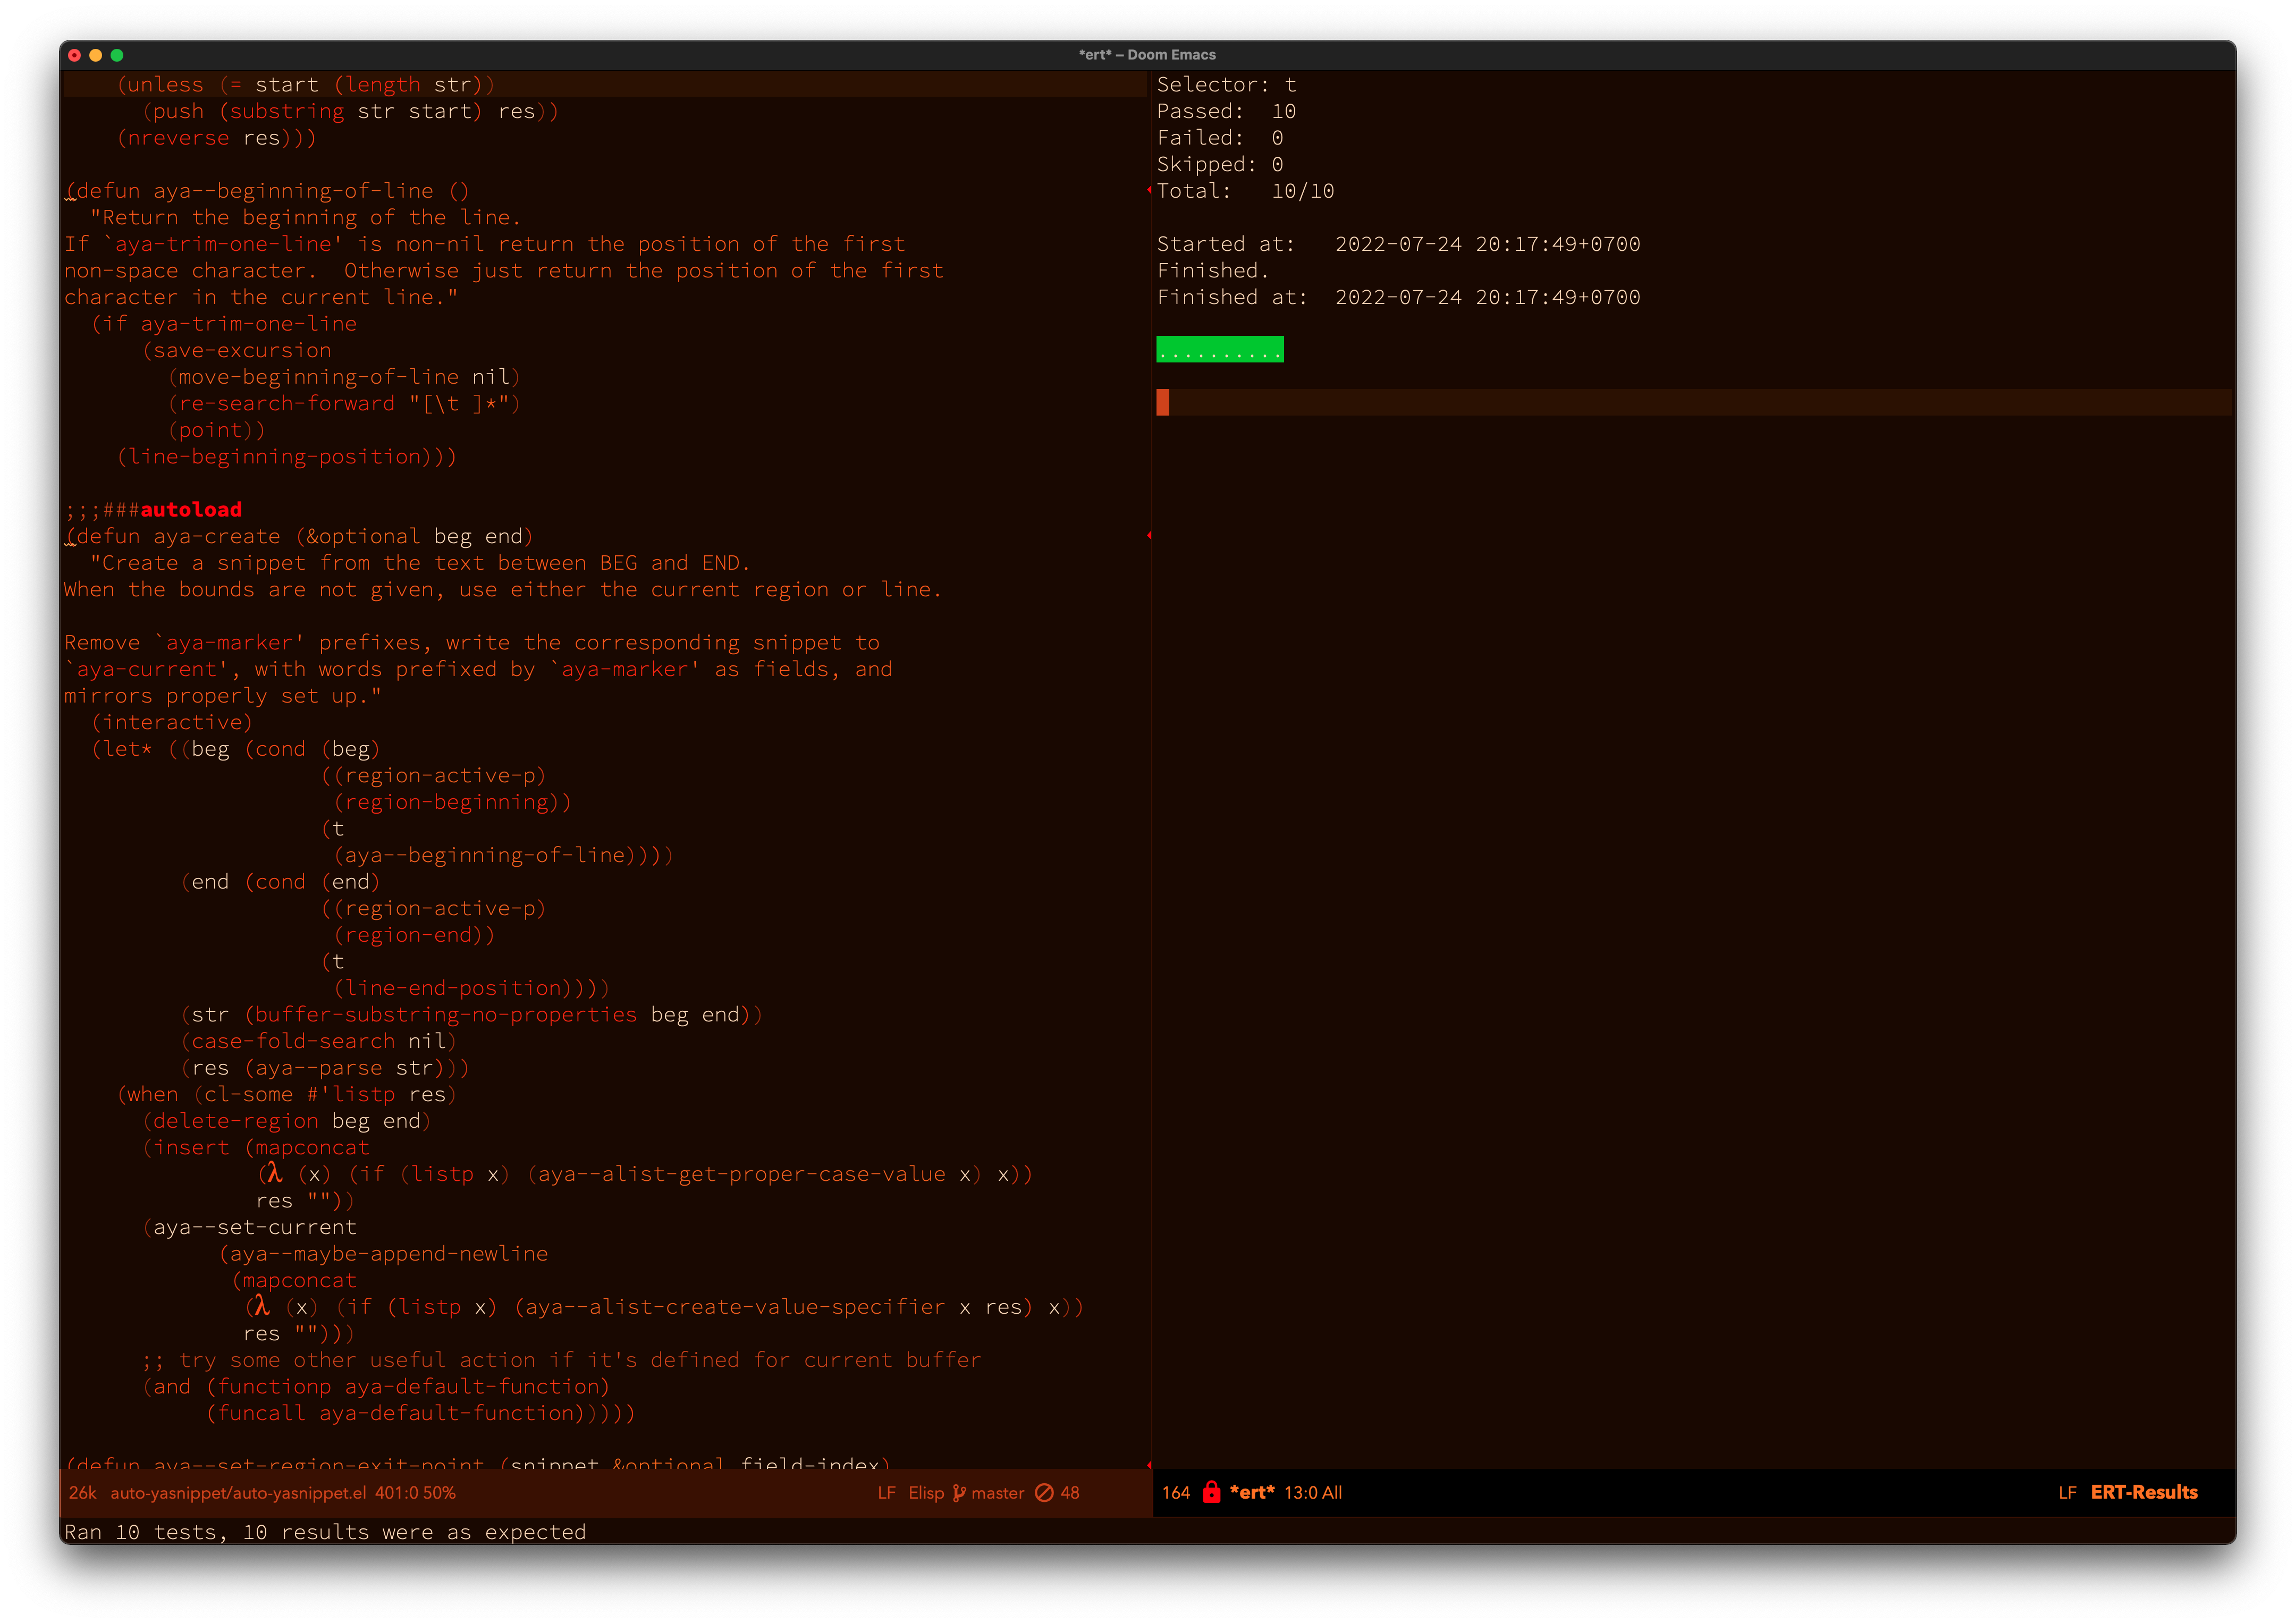 *ert* – Doom Emacs
    (unless (= start (length str))
      (push (substring str start) res))
    (nreverse res)))
(defun aya--beginning-of-line ()
  "Return the beginning of the line.
If `aya-trim-one-line' is non-nil return the position of the first
non-space character.  Otherwise just return the position of the first
character in the current line."
  (if aya-trim-one-line
      (save-excursion
        (move-beginning-of-line nil)
        (re-search-forward "[\t ]*")
        (point))
    (line-beginning-position)))
;;;###autoload
(defun aya-create (&optional beg end)
  "Create a snippet from the text between BEG and END.
When the bounds are not given, use either the current region or line.
Remove `aya-marker' prefixes, write the corresponding snippet to
`aya-current', with words prefixed by `aya-marker' as fields, and
mirrors properly set up."
  (interactive)
  (let* ((beg (cond (beg)
                    ((region-active-p)
                     (region-beginning))
                    (t
                     (aya--beginning-of-line))))
         (end (cond (end)
                    ((region-active-p)
                     (region-end))
                    (t
                     (line-end-position))))
         (str (buffer-substring-no-properties beg end))
         (case-fold-search nil)
         (res (aya--parse str)))
    (when (cl-some #'listp res)
      (delete-region beg end)
      (insert (mapconcat
               (λ (x) (if (listp x) (aya--alist-get-proper-case-value x) x))
               res ""))
      (aya--set-current
            (aya--maybe-append-newline
             (mapconcat
              (λ (x) (if (listp x) (aya--alist-create-value-specifier x res) x))
              res "")))
      ;; try some other useful action if it's defined for current buffer
      (and (functionp aya-default-function)
           (funcall aya-default-function)))))
(defun aya--set-region-exit-point (snippet &optional field-index)
26k auto-yasnippet/auto-yasnippet.el 401:0 50% LF Elisp master 48
Selector: t
Passed:  10
Failed:  0
Skipped: 0
Total:   10/10
Started at:   2022-07-24 20:17:49+0700
Finished.
Finished at:  2022-07-24 20:17:49+0700
..........
164 *ert* 13:0 All LF ERT-Results
Ran 10 tests, 10 results were as expected